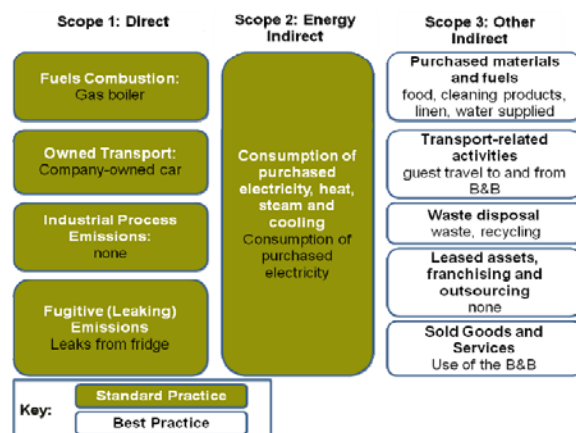 Scope 1: Direct
Fuels Combustion:
Gas boiler
Owned Transport:
Company-owned car
Industrial Process
Emissions:
none
Fugitive (Leaking)
Emissions
Leaks from fridge
Scope 2: Energy
Indirect
Consumption of
purchased
electricity, heat,
steam and
cooling
Consumption of
purchased
electricity
Scope 3: Other
Indirect
Purchased materials
and fuels
food, cleaning products,
linen, water supplied
Transport-related
activities
guest travel to and from
B&B
Waste disposal
waste, recycling
Leased assets,
franchising and
outsourcing
none
Sold Goods and
Services
Use of the B&B
Key:
Standard Practice
Best Practice